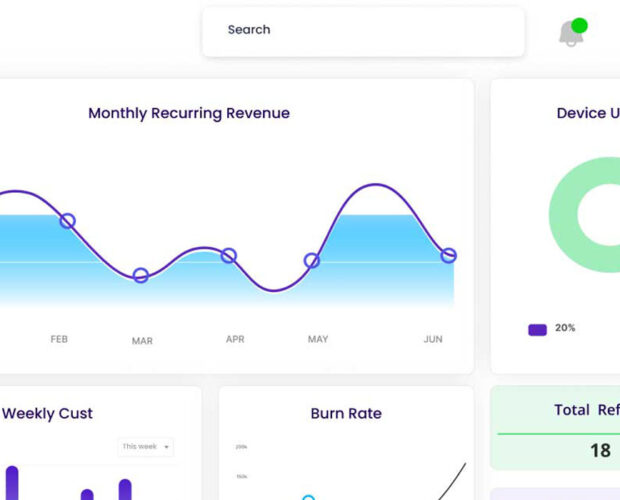 Search
Monthly Recurring Revenue
Device U
FEB
MAR
APR
MAY
JUN
20%
Weekly Cust
This week
Burn Rate
200k
150k
Total Ref
18